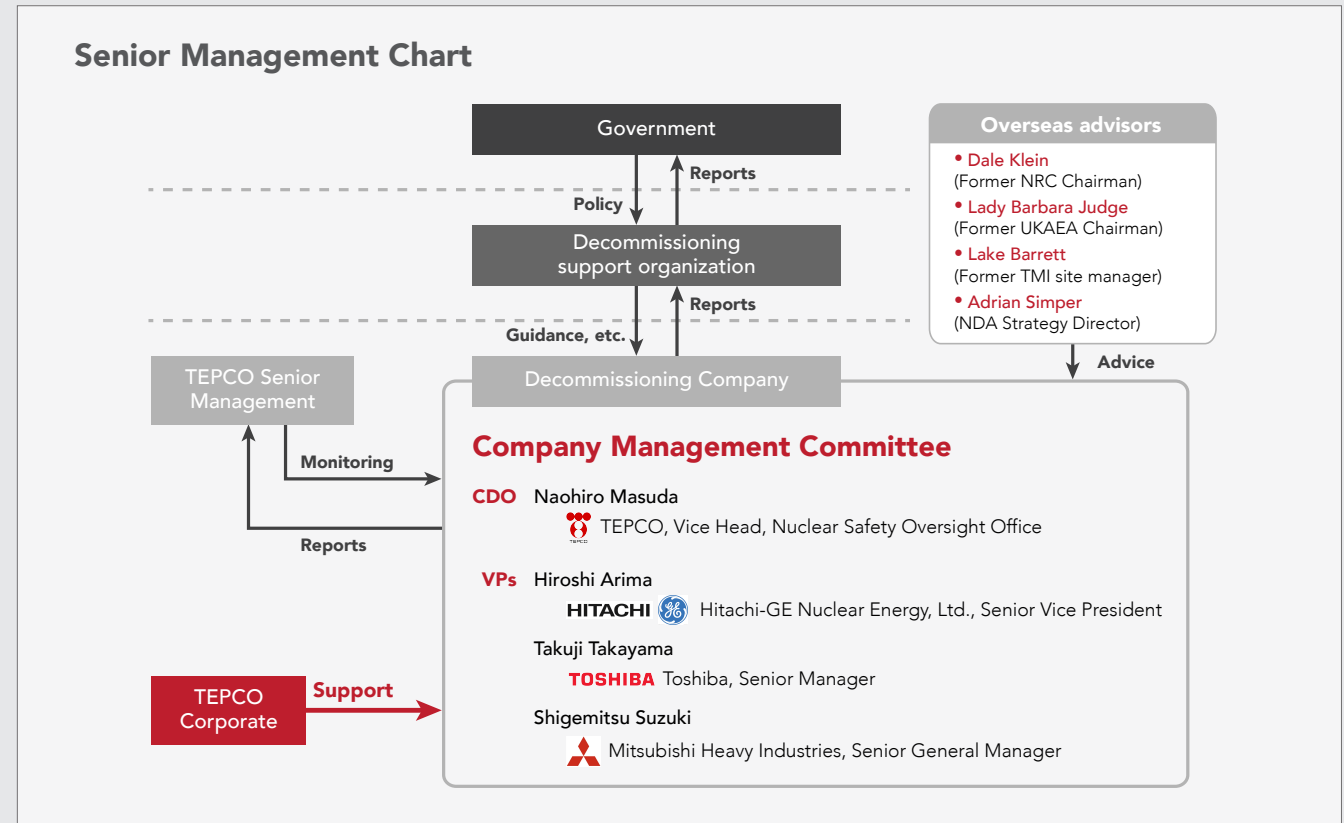 Senior Management Chart
Government
Reports
Policy
Decommissioning
support organization
Reports
Guidance, etc.
Overseas advisors
• Dale Klein
(Former NRC Chairman)
• Lady Barbara Judge
(Former UKAEA Chairman)
• Lake Barrett
(Former TMI site manager)
• Adrian Simper
(NDA Strategy Director)
Advice
TEPCO Senior
Management
Decommissioning Company
Monitoring
Reports
Company Management Committee
CDO Naohiro Masuda
TEPCO TEPCO, Vice Head, Nuclear Safety Oversight Office
VPs Hiroshi Arima
HITACHI GE Hitachi-GE Nuclear Energy, Ltd., Senior Vice President
Takuji Takayama
TOSHIBA Toshiba, Senior Manager
Shigemitsu Suzuki
Mitsubishi Heavy Industries, Senior General Manager
TEPCO
Corporate
Support